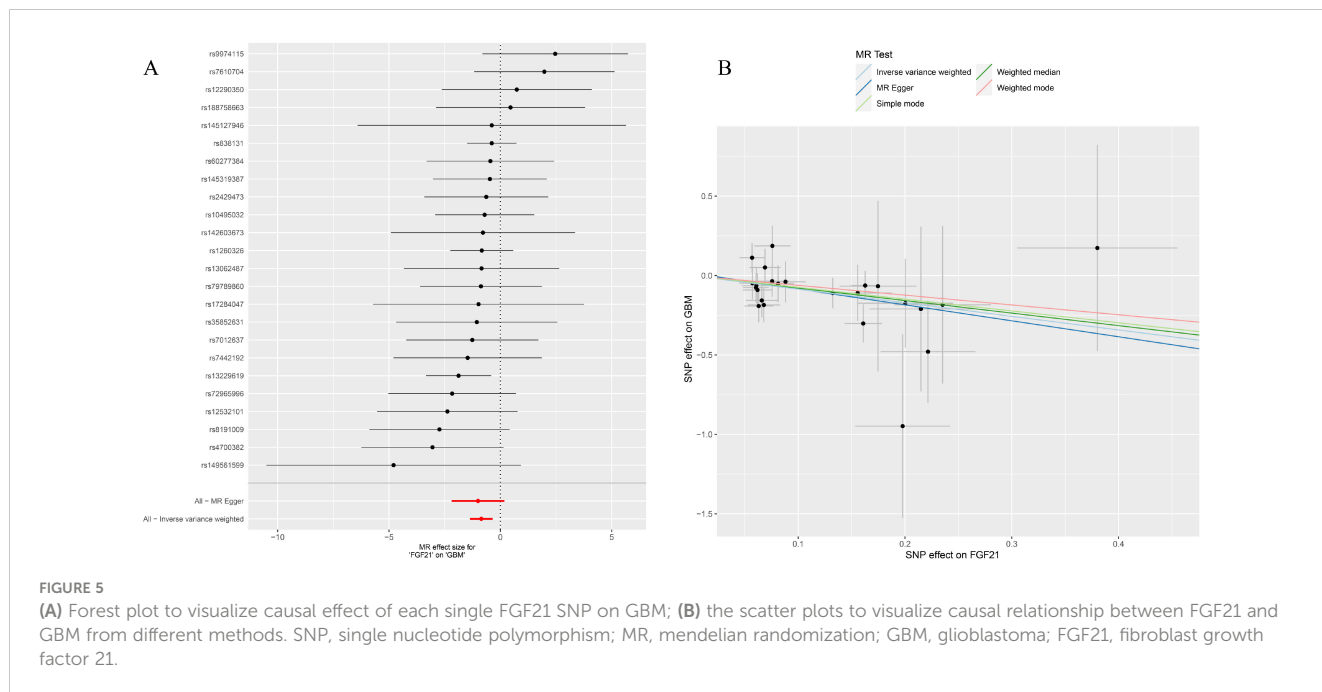 A
rs9974115
rs7610704
rs12290350
rs188758663
rs145127946
rs838131
rs60277384
rs145319387
rs2429473
rs10495032
rs142603673
rs1260326
rs13062487
rs79789860
rs17284047
rs35852631
rs7012637
rs7442192
rs13229619
rs72965996
rs12532101
rs8191009
rs4700382
rs149561599
All − MR Egger
All − Inverse variance weighted
−10 −5 0 5
MR effect size for
'FGF21' on 'GBM'
B
MR Test
Inverse variance weighted
MR Egger
Simple mode
Weighted median
Weighted mode
SNP effect on GBM
0.5
0.0
−0.5
−1.0
−1.5
0.1 0.2 0.3 0.4
SNP effect on FGF21
FIGURE 5
(A) Forest plot to visualize causal effect of each single FGF21 SNP on GBM; (B) the scatter plots to visualize causal relationship between FGF21 and
GBM from different methods. SNP, single nucleotide polymorphism; MR, mendelian randomization; GBM, glioblastoma; FGF21, fibroblast growth
factor 21.